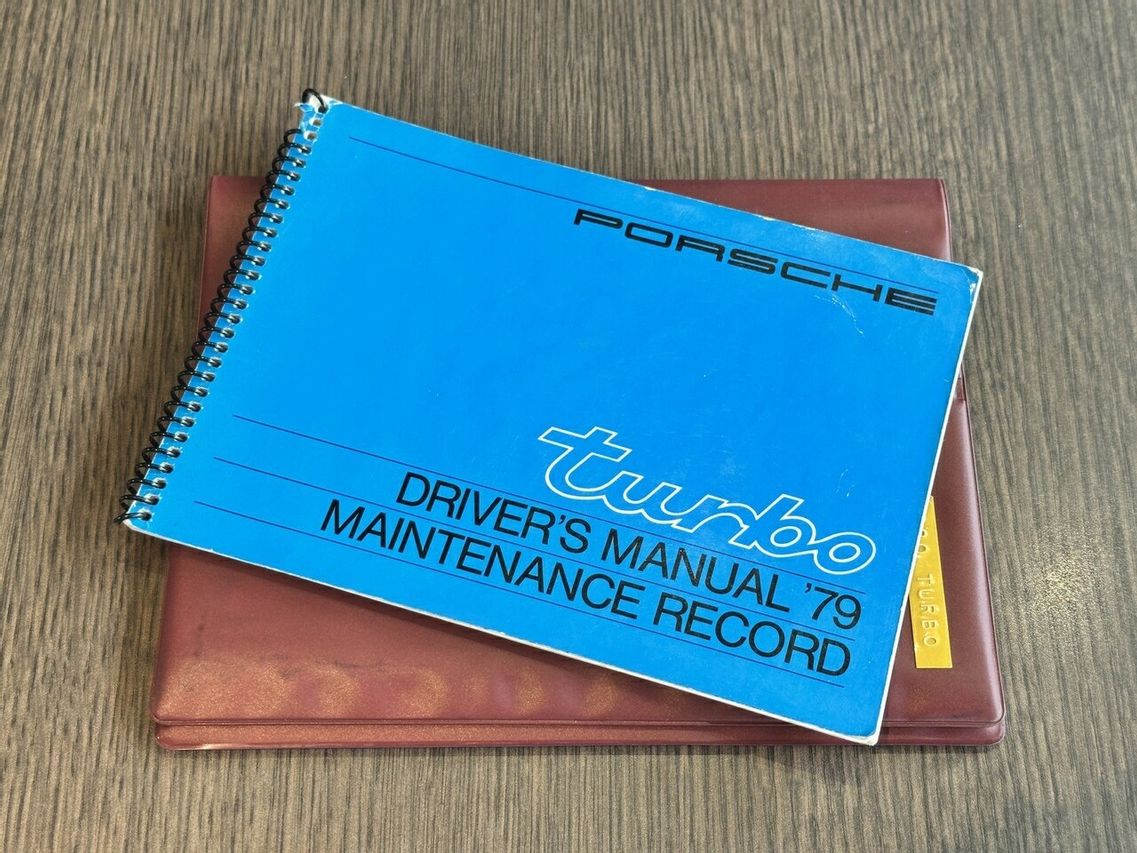 PORSCHE
turbo
DRIVER'S MANUAL '79
MAINTENANCE RECORD
TURBO